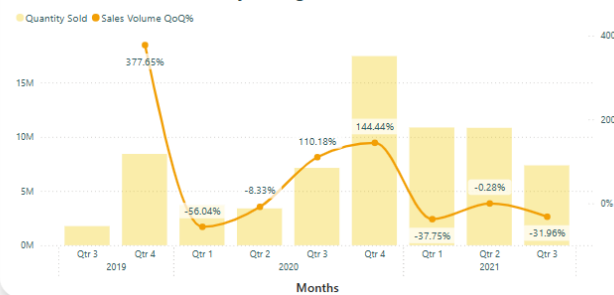 Quantity Sold Sales Volume QoQ%
400
377.65%
15M
200
144.44%
10M
110.18%
-8.33%
-0.28%
5M
-56.04%
0%
-37.75%
-31.96%
0M
Qtr 3 Qtr 4 Qtr 1 Qtr 2 Qtr 3 Qtr 4 Qtr 1 Qtr 2 Qtr 3
2019 2020 2021
Months